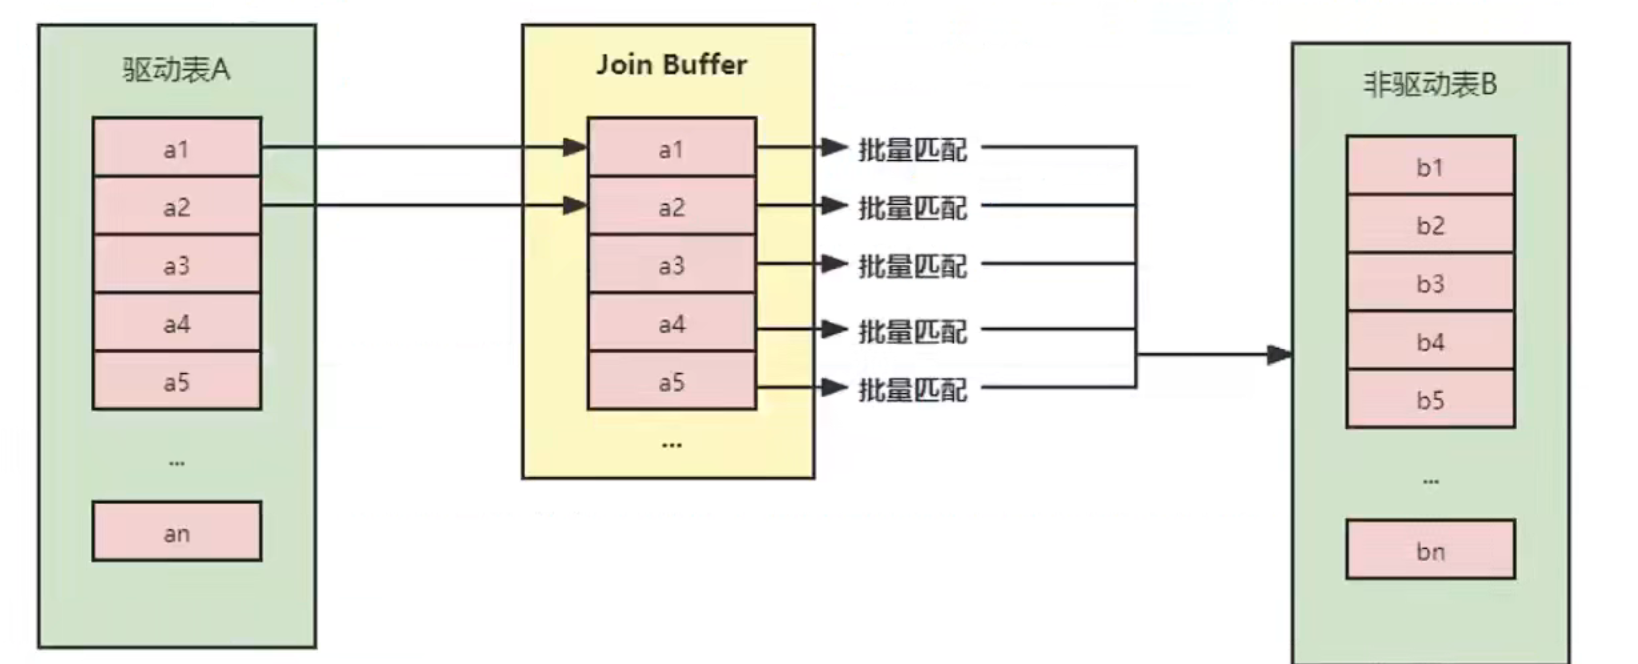 驱动表A
a1
a2
a3
a4
a5
...
an
Join Buffer
a1
a2
a3
a4
a5
...
批量匹配
批量匹配
批量匹配
批量匹配
批量匹配
非驱动表B
b1
b2
b3
b4
b5
...
bn